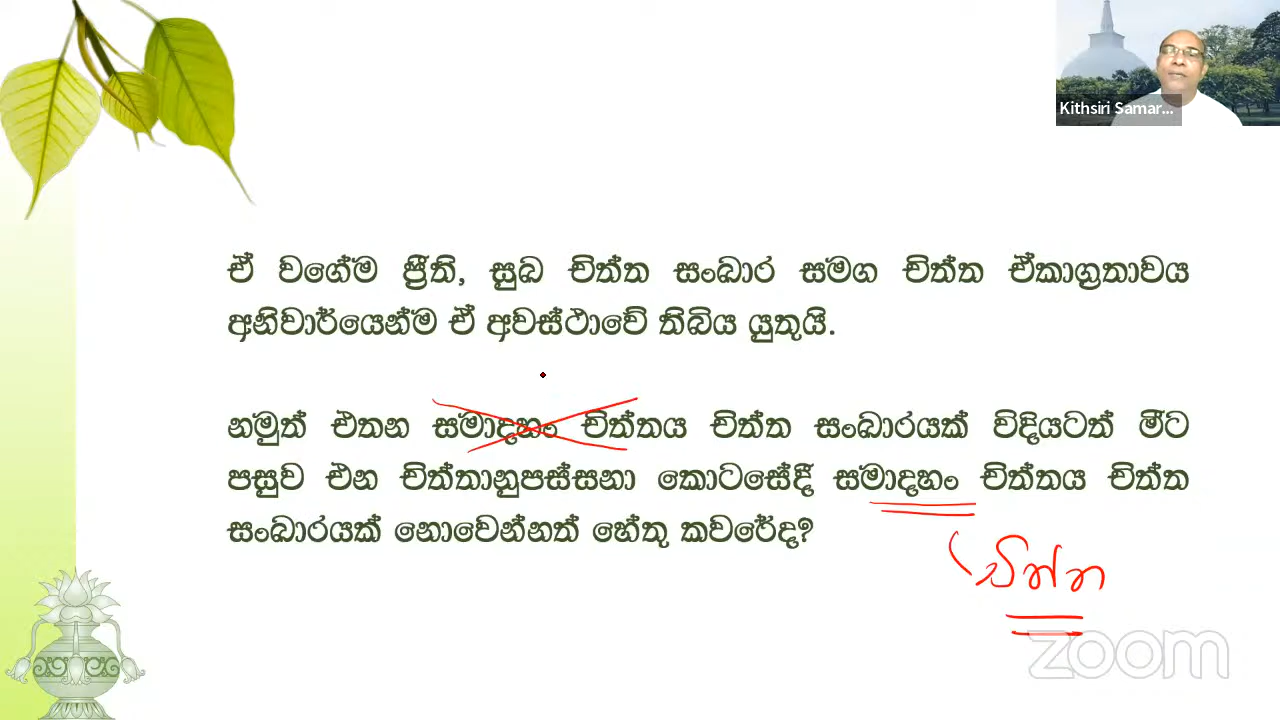 Kithsiri Samar...
ඒ වගේම ප්‍රීති, සුඛ චිත්ත සංඛාර සමග චිත්ත ඒකාග්‍රතාවය
අනිවාර්යෙන්ම ඒ අවස්ථාවේ තිබිය යුතුයි.
නමුත් එතන සමාදහං චිත්තය චිත්ත සංඛාරයක් විදියටත් මීට
පසුව එන චිත්තානුපස්සනා කොටසේදී සමාදහං චිත්තය චිත්ත
සංඛාරයක් නොවෙන්නත් හේතු කවරේද?
චිත්ත
zoom